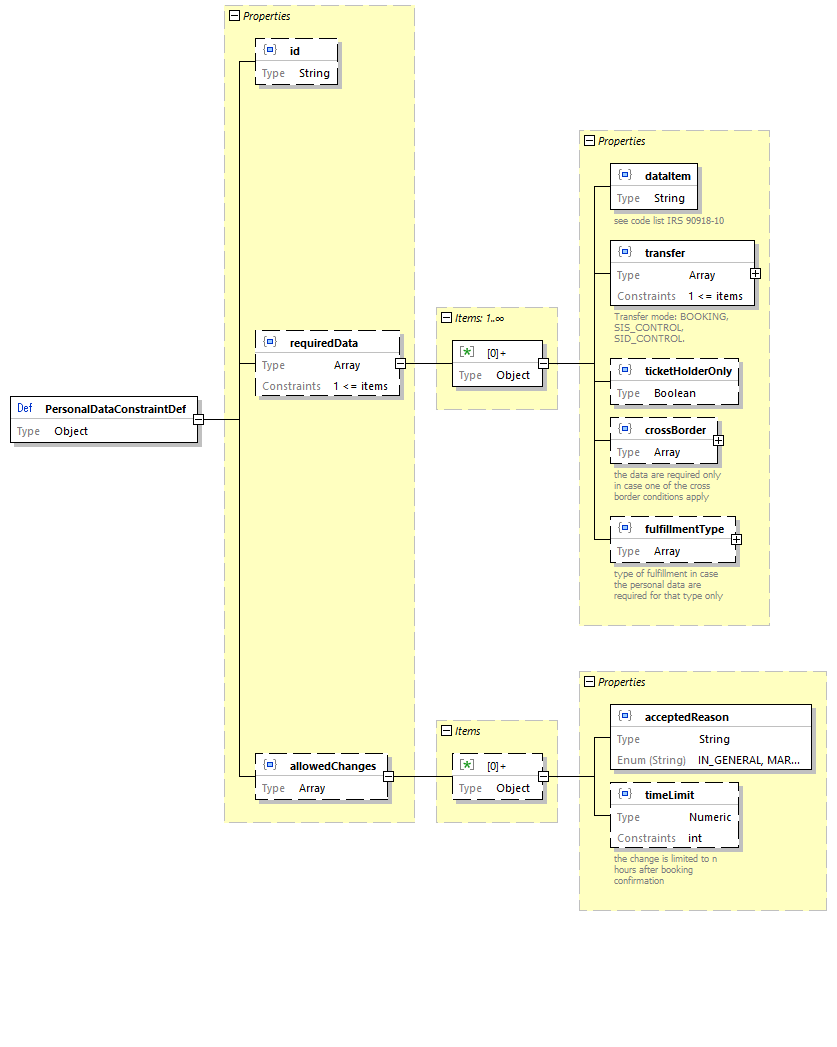 Properties
id
Type String
Properties
dataItem
Type String
see code list IRS 90918-10
transfer
Type Array
Constraints 1 <= items
Transfer mode: BOOKING,
SIS_CONTROL,
SID_CONTROL.
Items: 1..∞
requiredData
Type Array
Constraints 1 <= items
[0]+
Type Object
ticketHolderOnly
Type Boolean
Def PersonalDataConstraintDef
Type Object
crossBorder
Type Array
the data are required only
in case one of the cross
border conditions apply
fulfillmentType
Type Array
type of fulfillment in case
the personal data are
required for that type only
Properties
acceptedReason
Type String
Enum (String) IN_GENERAL, MAR...
Items
allowedChanges
Type Array
[0]+
Type Object
timeLimit
Type Numeric
Constraints int
the change is limited to n
hours after booking
confirmation